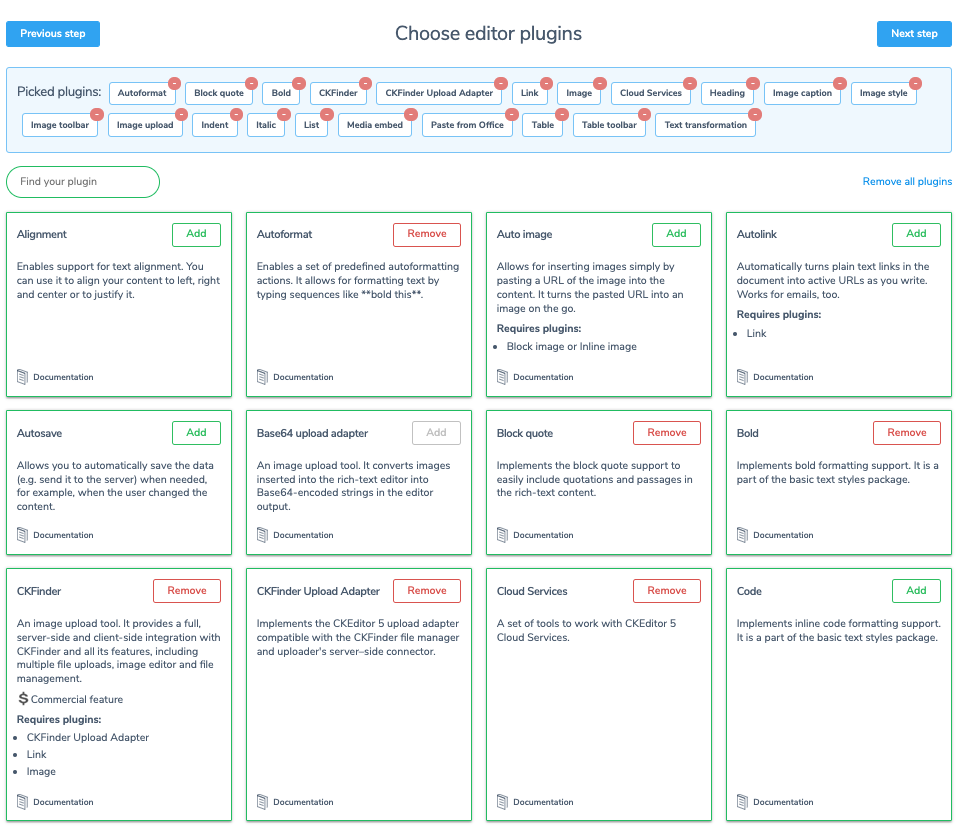 Previous step
Choose editor plugins
Next step
Picked plugins: Autoformat - Block quote - Bold - CKFinder - CKFinder Upload Adapter - Link - Image - Cloud Services - Heading - Image caption - Image style -
Image toolbar - Image upload - Indent - Italic - List - Media embed - Paste from Office - Table - Table toolbar - Text transformation -
Find your plugin
Remove all plugins
Alignment
Add
Enables support for text alignment. You
can use it to align your content to left, right
and center or to justify it.
Documentation
Autoformat
Remove
Enables a set of predefined autoformatting
actions. It allows for formatting text by
typing sequences like **bold this**.
Documentation
Auto image
Add
Allows for inserting images simply by
pasting a URL of the image into the
content. It turns the pasted URL into an
image on the go.
Requires plugins:
• Block image or Inline image
Documentation
Autolink
Add
Automatically turns plain text links in the
document into active URLs as you write.
Works for emails, too.
Requires plugins:
• Link
Documentation
Autosave
Add
Allows you to automatically save the data
(e.g. send it to the server) when needed,
for example, when the user changed the
content.
Documentation
Base64 upload adapter
Add
An image upload tool. It converts images
inserted into the rich-text editor into
Base64-encoded strings in the editor
output.
Documentation
Block quote
Remove
Implements the block quote support to
easily include quotations and passages in
the rich-text content.
Documentation
Bold
Remove
Implements bold formatting support. It is a
part of the basic text styles package.
Documentation
CKFinder
Remove
An image upload tool. It provides a full,
server-side and client-side integration with
CKFinder and all its features, including
multiple file uploads, image editor and file
management.
$ Commercial feature
Requires plugins:
• CKFinder Upload Adapter
• Link
• Image
Documentation
CKFinder Upload Adapter
Remove
Implements the CKEditor 5 upload adapter
compatible with the CKFinder file manager
and uploader's server–side connector.
Documentation
Cloud Services
Remove
A set of tools to work with CKEditor 5
Cloud Services.
Documentation
Code
Add
Implements inline code formatting support.
It is a part of the basic text styles package.
Documentation